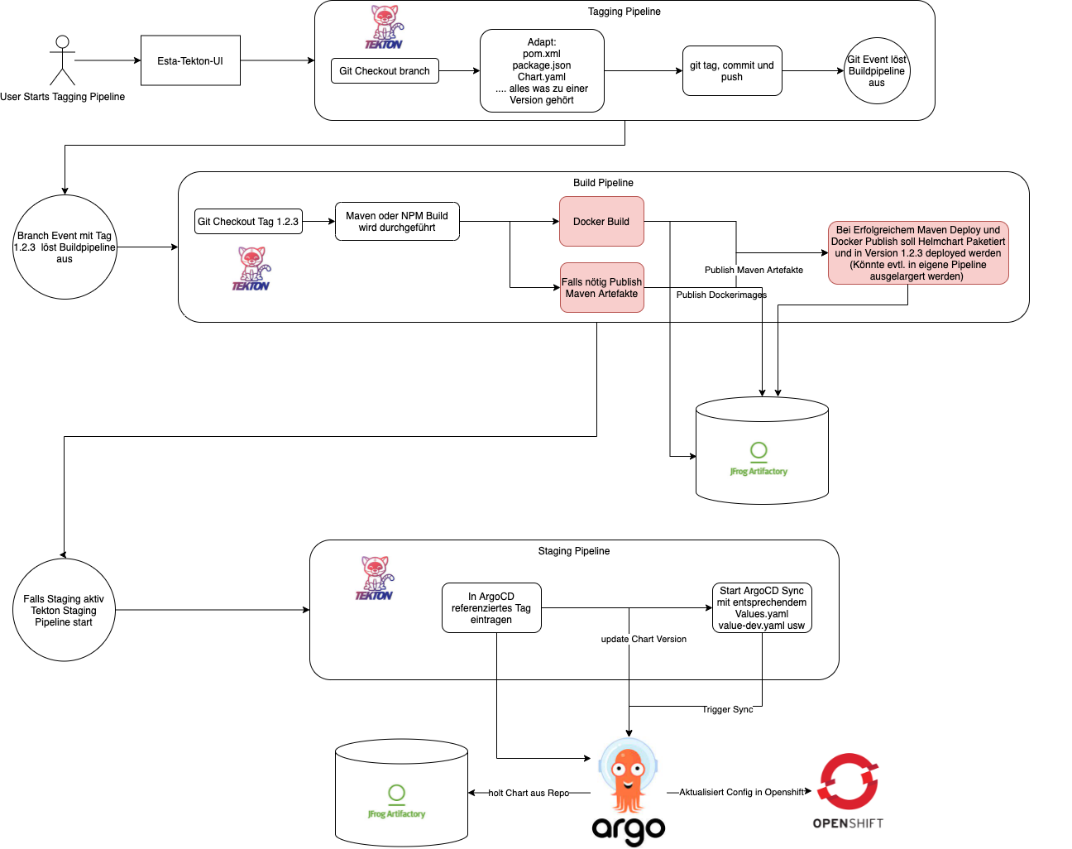 Tagging Pipeline
TEKTON
User Starts Tagging Pipeline
Esta-Tekton-UI
Git Checkout branch
Adapt:
pom.xml
package.json
Chart.yaml
.... alles was zu einer
Version gehört
git tag, commit und
push
Git Event löst
Buildpipeline
aus
Build Pipeline
Branch Event mit Tag
1.2.3 löst Buildpipeline
aus
Git Checkout Tag 1.2.3
TEKTON
Maven oder NPM Build
wird durchgeführt
Docker Build
Falls nötig Publish
Maven Artefakte
Publish Maven Artefakte
Publish Dockerimages
Bei Erfolgreichem Maven Deploy und
Docker Publish soll Helmchart Paketiert
und in Version 1.2.3 deployed werden
(Könnte evtl. in eigene Pipeline
ausgelargert werden)
JFrog Artifactory
Staging Pipeline
Falls Staging aktiv
Tekton Staging
Pipeline start
TEKTON
In ArgoCD
referenziertes Tag
eintragen
update Chart Version
Start ArgoCD Sync
mit entsprechendem
Values.yaml
value-dev.yaml usw
Trigger Sync
JFrog Artifactory
holt Chart aus Repo
argo
Aktualisiert Config in Openshift
OPENSHIFT